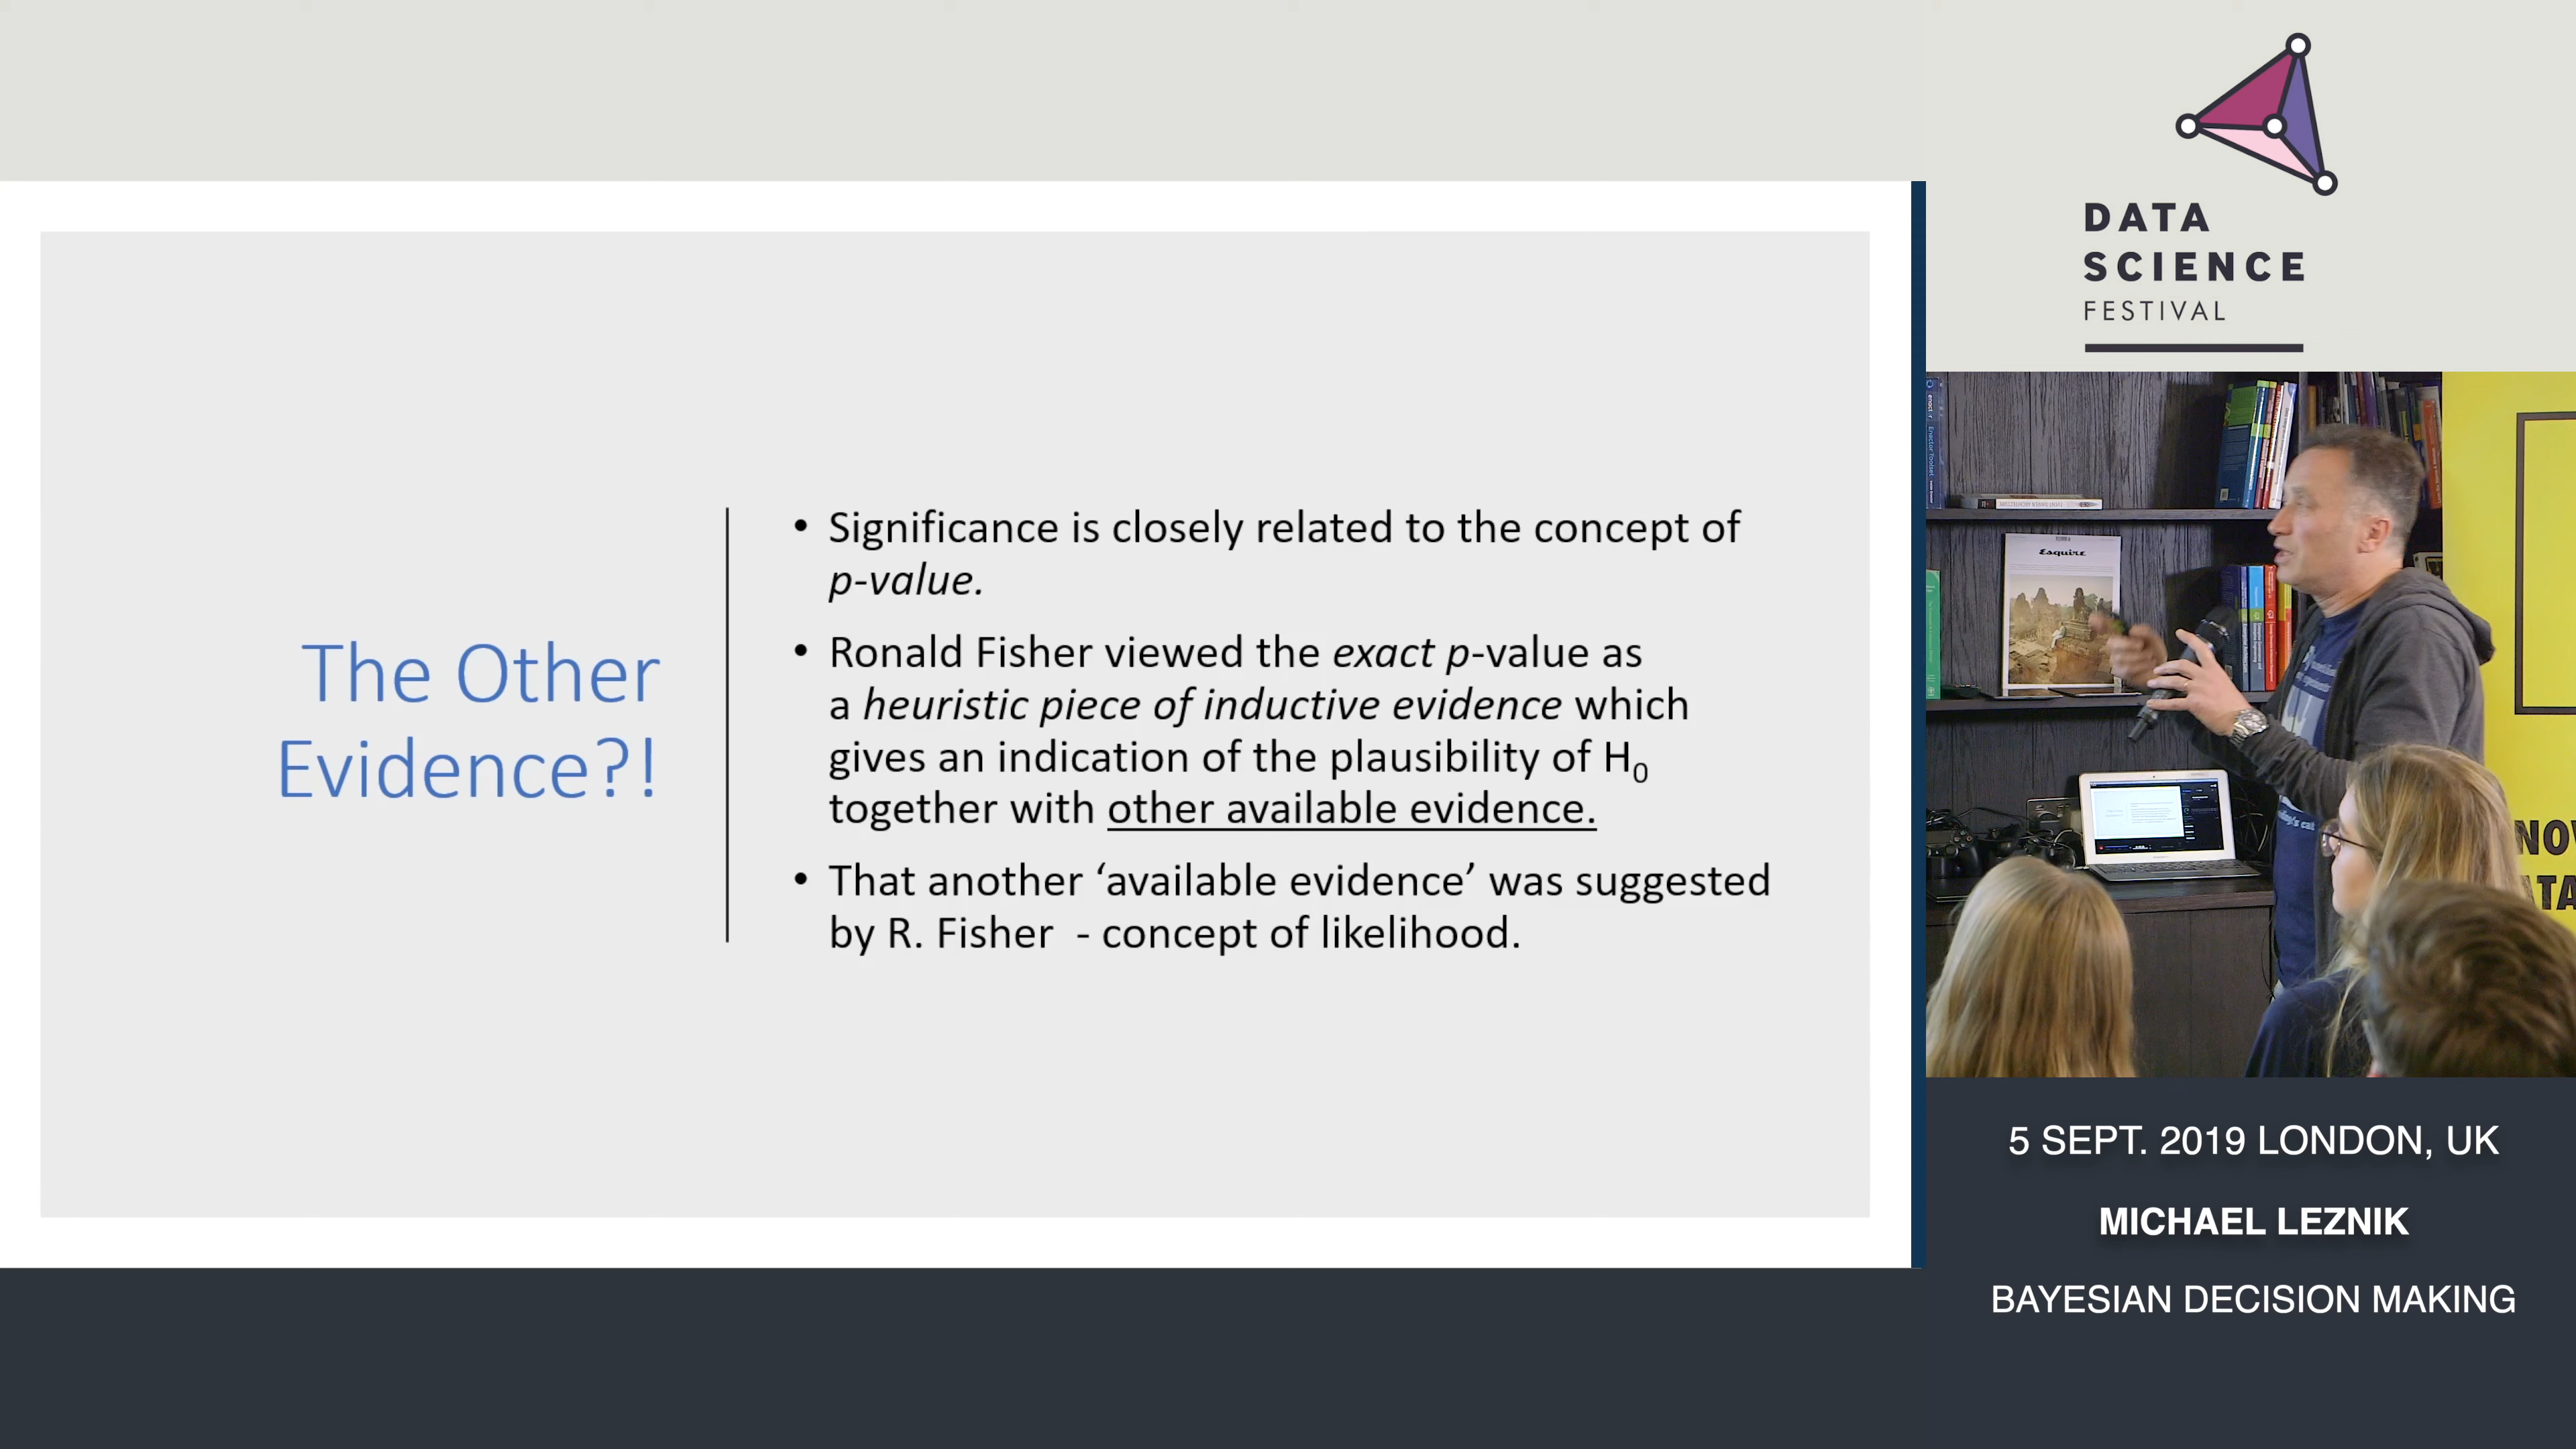 The Other
Evidence?!
• Significance is closely related to the concept of
p-value.
• Ronald Fisher viewed the exact p-value as
a heuristic piece of inductive evidence which
gives an indication of the plausibility of H₀
together with other available evidence.
• That another ‘available evidence’ was suggested
by R. Fisher - concept of likelihood.
DATA
SCIENCE
FESTIVAL
Esquire
5 SEPT. 2019 LONDON, UK
MICHAEL LEZNIK
BAYESIAN DECISION MAKING